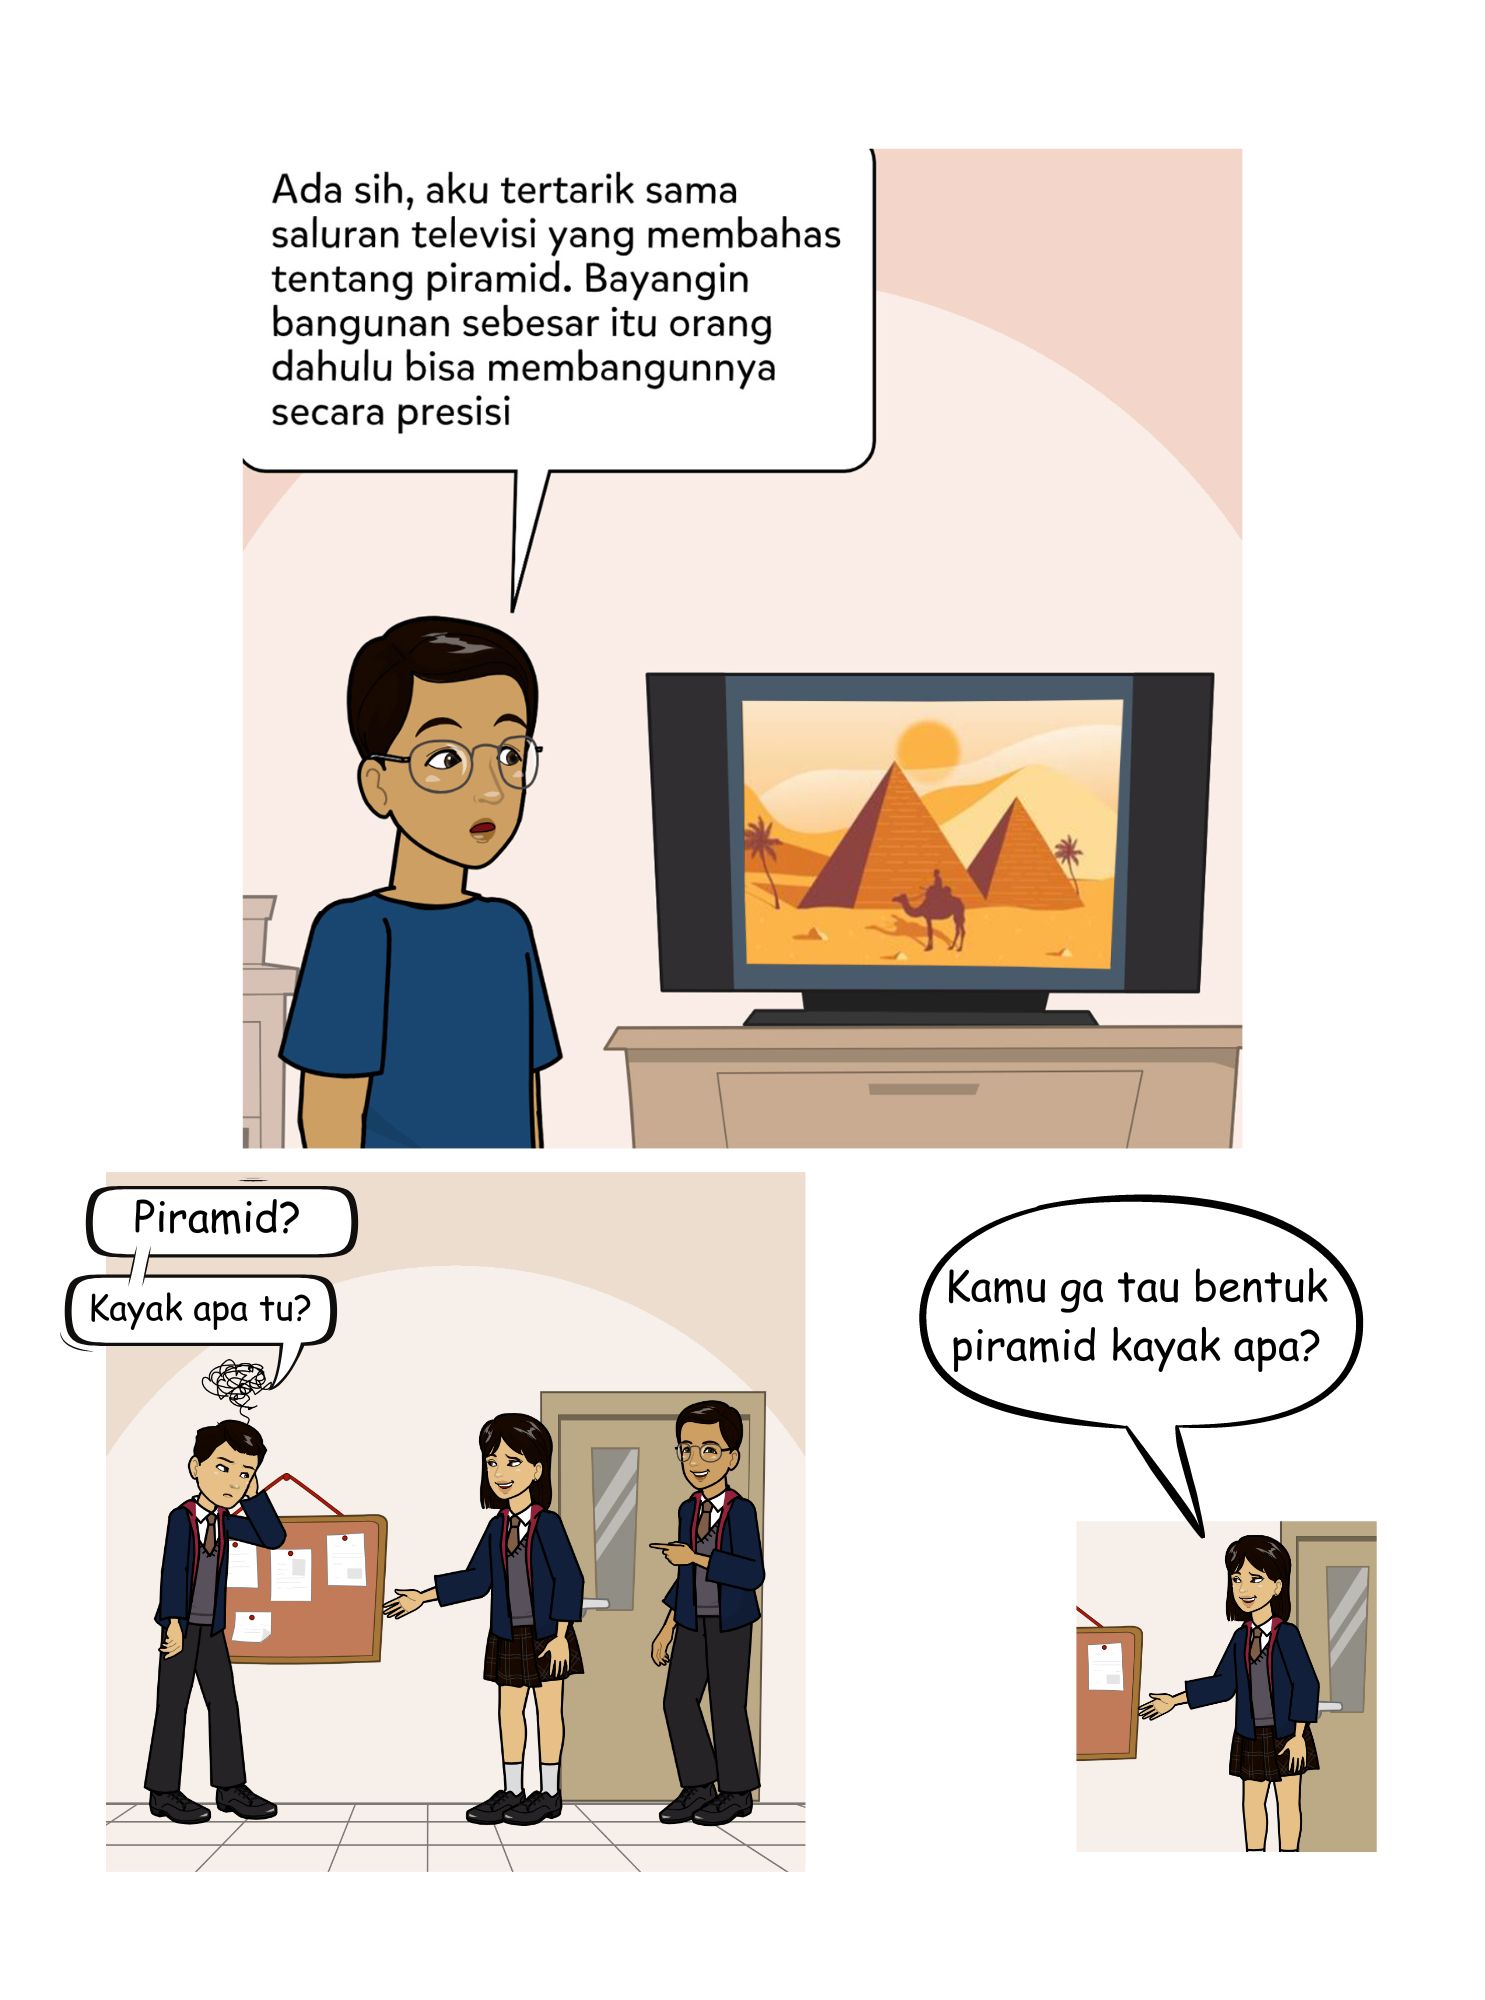 Ada sih, aku tertarik sama
saluran televisi yang membahas
tentang piramid. Bayangin
bangunan sebesar itu orang
dahulu bisa membangunnya
secara presisi
Piramid?
Kayak apa tu?
Kamu ga tau bentuk
piramid kayak apa?